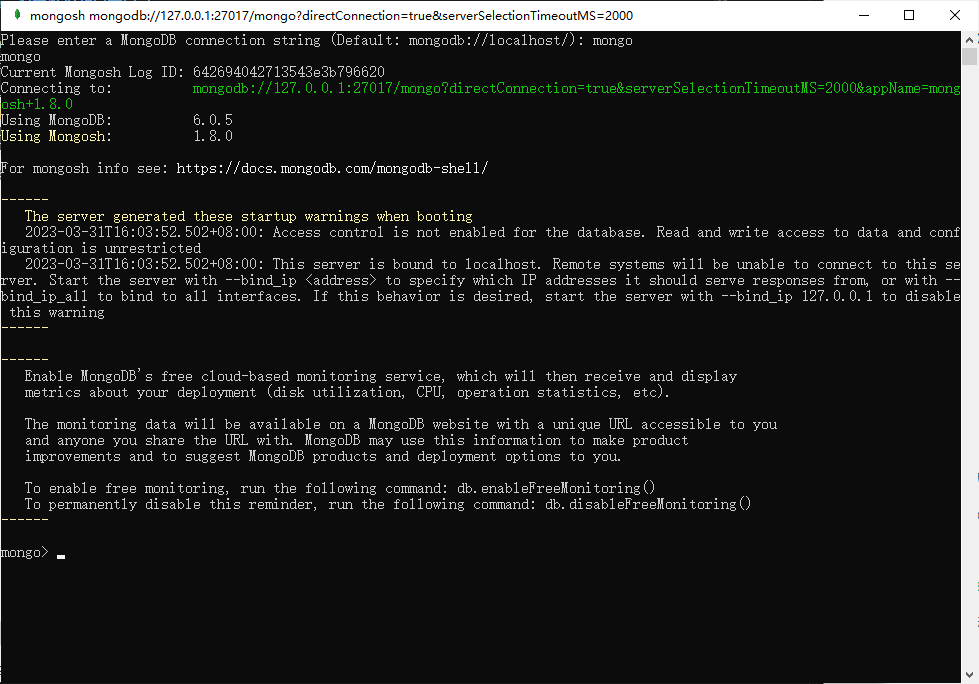 mongosh mongodb://127.0.0.1:27017/mongo?directConnection=true&serverSelectionTimeoutMS=2000
Please enter a MongoDB connection string (Default: mongodb://localhost/): mongo
mongo
Current Mongosh Log ID: 642694042713543e3b796620
Connecting to:          mongodb://127.0.0.1:27017/mongo?directConnection=true&serverSelectionTimeoutMS=2000&appName=mong
osh+1.8.0
Using MongoDB:          6.0.5
Using Mongosh:          1.8.0
For mongosh info see: https://docs.mongodb.com/mongodb-shell/
------
   The server generated these startup warnings when booting
   2023-03-31T16:03:52.502+08:00: Access control is not enabled for the database. Read and write access to data and conf
iguration is unrestricted
   2023-03-31T16:03:52.502+08:00: This server is bound to localhost. Remote systems will be unable to connect to this se
rver. Start the server with --bind_ip <address> to specify which IP addresses it should serve responses from, or with --
bind_ip_all to bind to all interfaces. If this behavior is desired, start the server with --bind_ip 127.0.0.1 to disable
 this warning
------
------
   Enable MongoDB's free cloud-based monitoring service, which will then receive and display
   metrics about your deployment (disk utilization, CPU, operation statistics, etc).
   The monitoring data will be available on a MongoDB website with a unique URL accessible to you
   and anyone you share the URL with. MongoDB may use this information to make product
   improvements and to suggest MongoDB products and deployment options to you.
   To enable free monitoring, run the following command: db.enableFreeMonitoring()
   To permanently disable this reminder, run the following command: db.disableFreeMonitoring()
------
mongo>